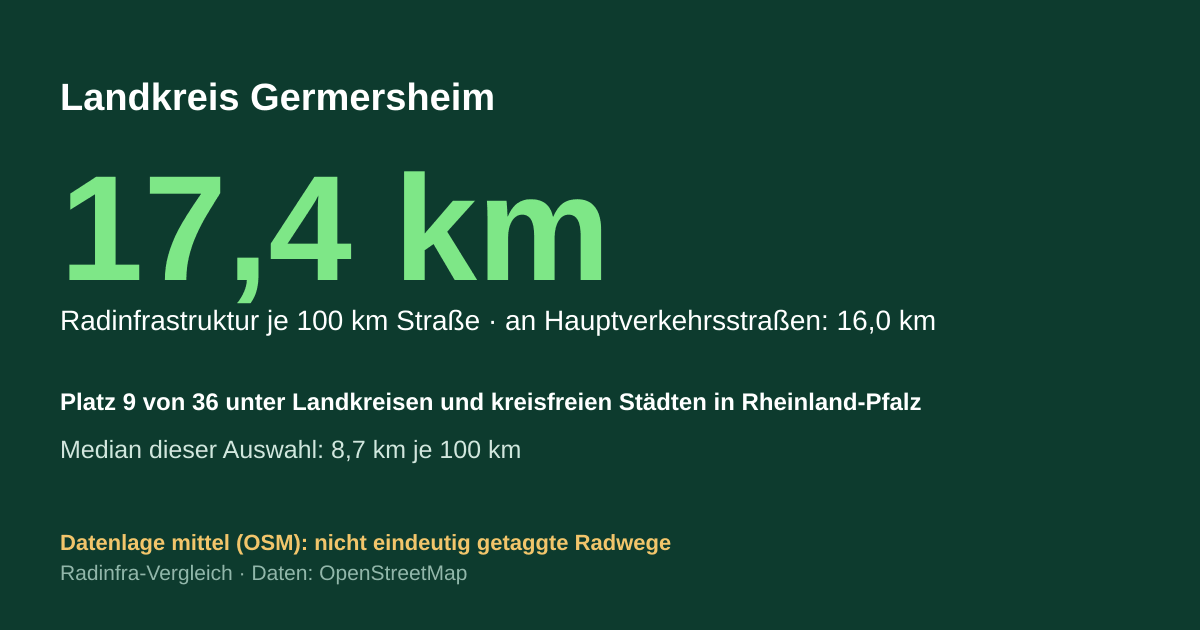 Landkreis Germersheim
17,4 km
Radinfrastruktur je 100 km Straße · an Hauptverkehrsstraßen: 16,0 km
Platz 9 von 36 unter Landkreisen und kreisfreien Städten in Rheinland-Pfalz
Median dieser Auswahl: 8,7 km je 100 km
Datenlage mittel (OSM): nicht eindeutig getaggte Radwege
Radinfra-Vergleich · Daten: OpenStreetMap